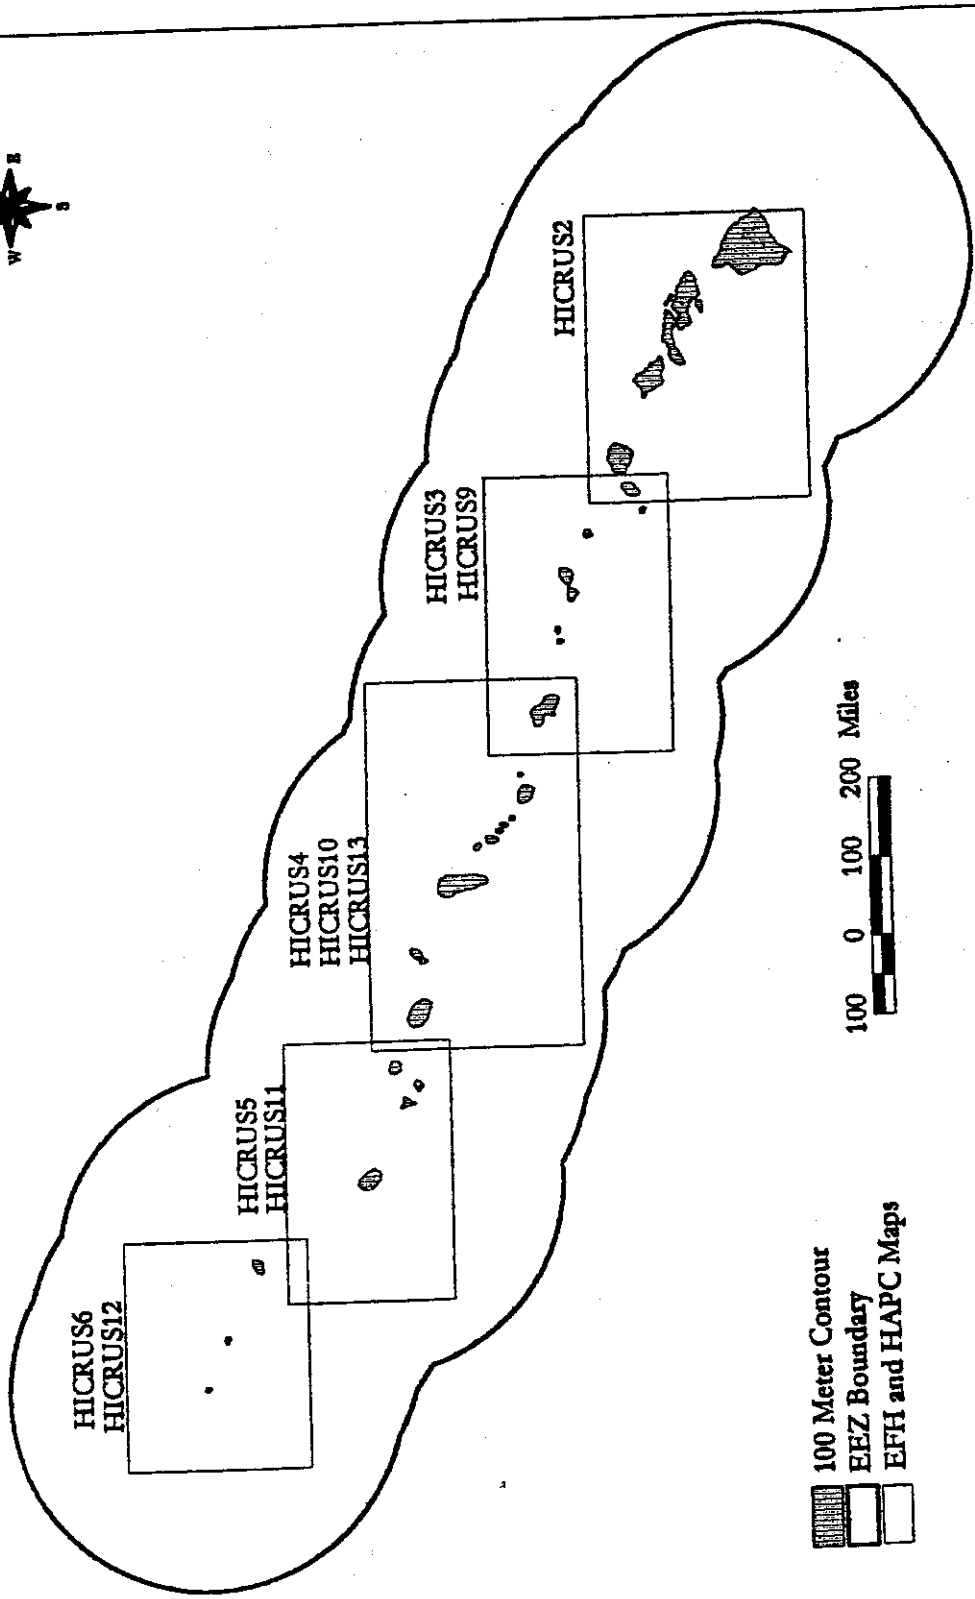 W
E
S
HICRUS2
HICRUS3
HICRUS9
HICRUS4
HICRUS10
HICRUS13
HICRUS5
HICRUS11
HICRUS6
HICRUS12
100 0 100 200 Miles
100 Meter Contour
EEZ Boundary
EFH and HAPC Maps